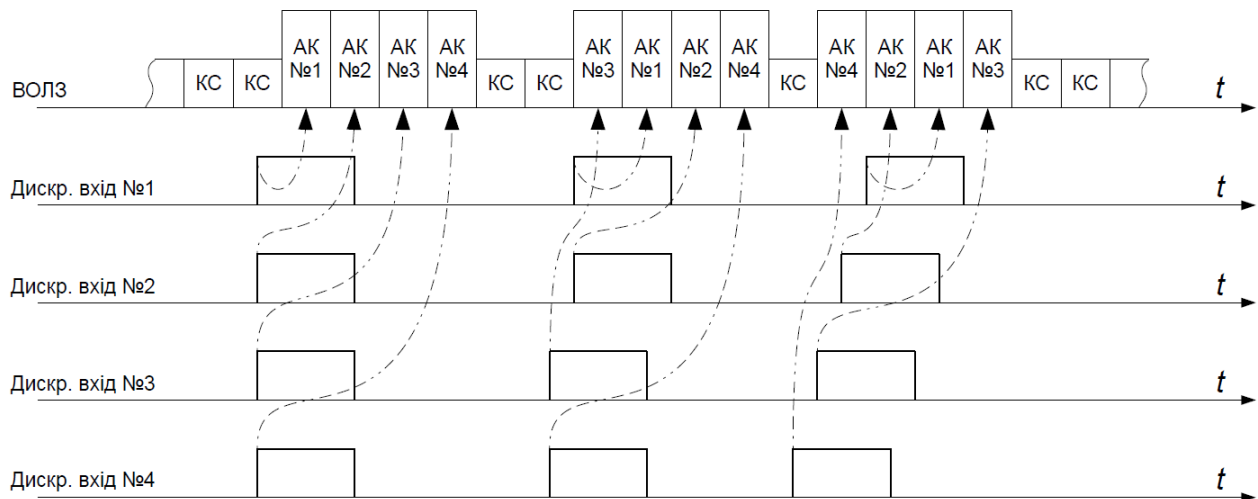 АК №1 АК №2 АК №3 АК №4 АК №3 АК №1 АК №2 АК №4 АК №4 АК №2 АК №1 АК №3
КС КС КС КС КС КС КС
ВОЛЗ t
Дискр. вхід №1 t
Дискр. вхід №2 t
Дискр. вхід №3 t
Дискр. вхід №4 t